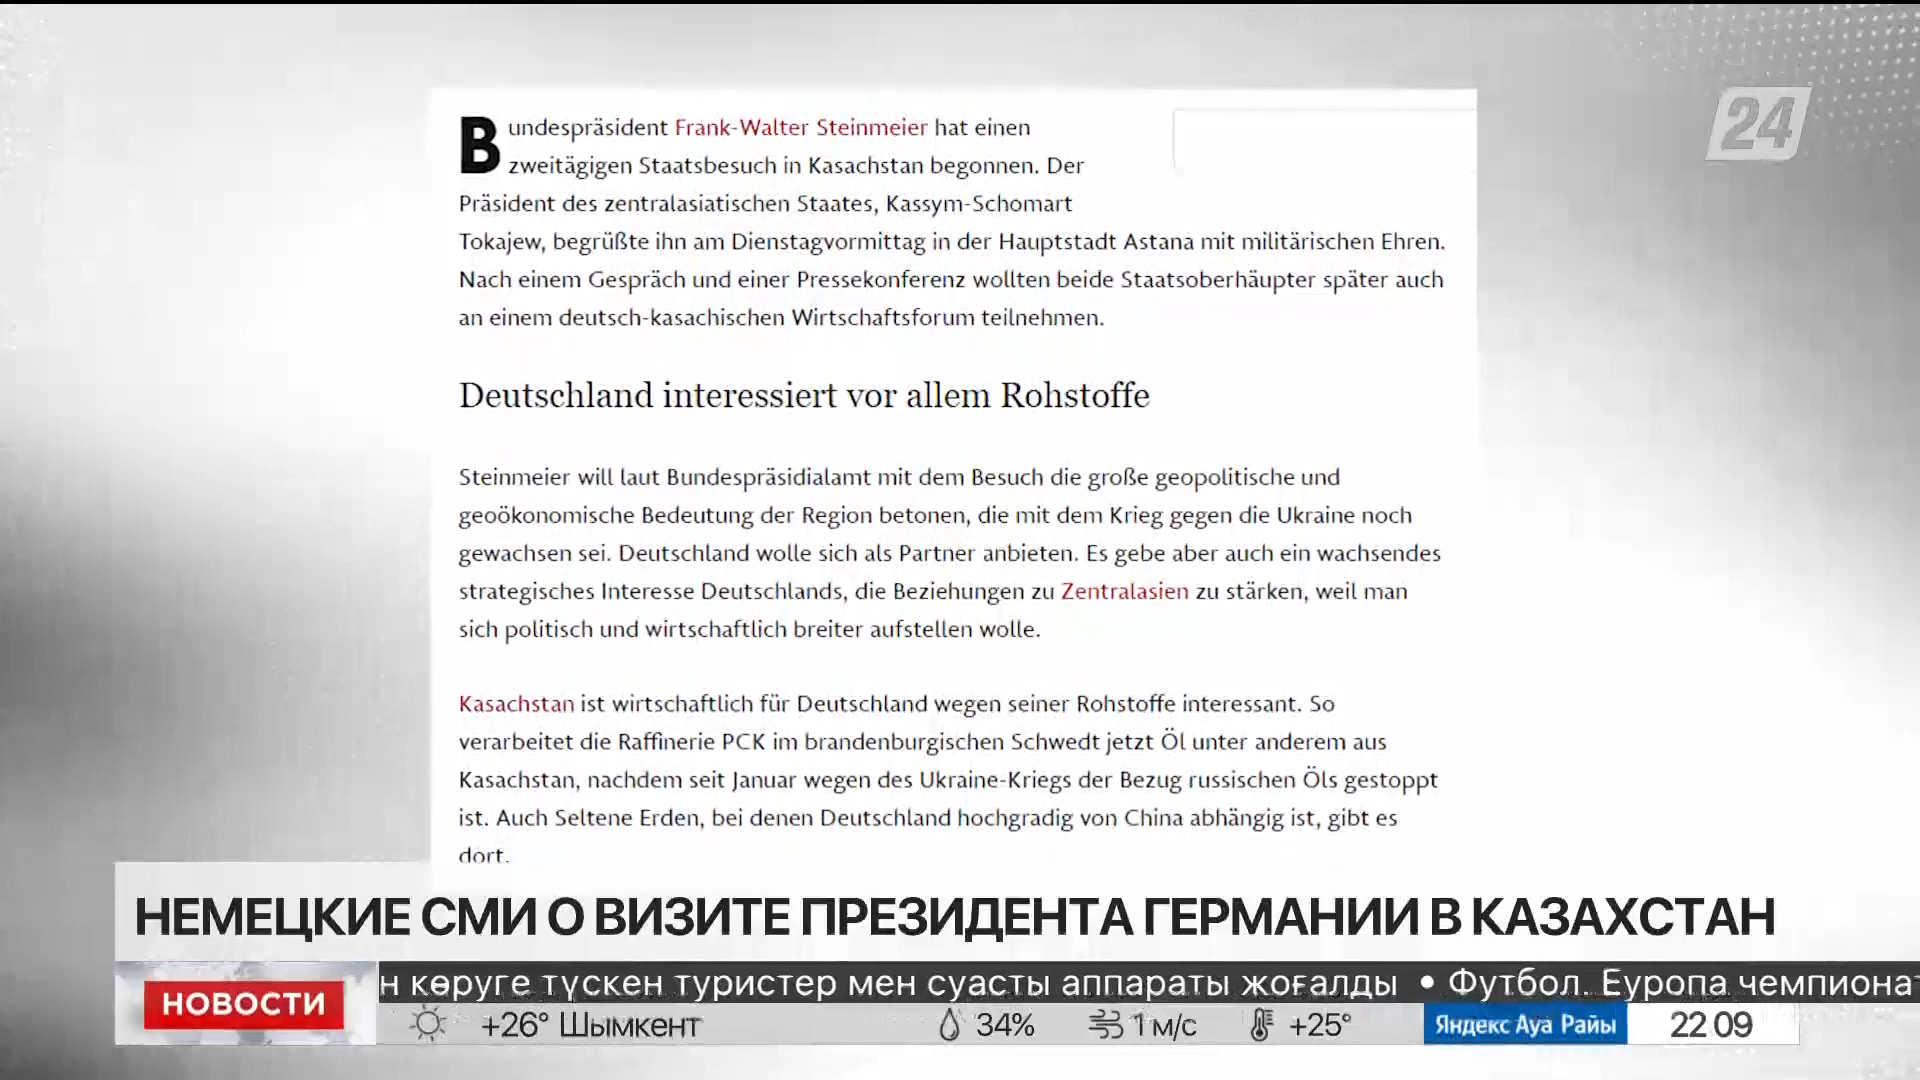 24
Bundespräsident Frank-Walter Steinmeier hat einen
zweitägigen Staatsbesuch in Kasachstan begonnen. Der
Präsident des zentralasiatischen Staates, Kassym-Schomart
Tokajew, begrüßte ihn am Dienstagvormittag in der Hauptstadt Astana mit militärischen Ehren.
Nach einem Gespräch und einer Pressekonferenz wollten beide Staatsoberhäupter später auch
an einem deutsch-kasachischen Wirtschaftsforum teilnehmen.
Deutschland interessiert vor allem Rohstoffe
Steinmeier will laut Bundespräsidialamt mit dem Besuch die große geopolitische und
geoökonomische Bedeutung der Region betonen, die mit dem Krieg gegen die Ukraine noch
gewachsen sei. Deutschland wolle sich als Partner anbieten. Es gebe aber auch ein wachsendes
strategisches Interesse Deutschlands, die Beziehungen zu Zentralasien zu stärken, weil man
sich politisch und wirtschaftlich breiter aufstellen wolle.
Kasachstan ist wirtschaftlich für Deutschland wegen seiner Rohstoffe interessant. So
verarbeitet die Raffinerie PCK im brandenburgischen Schwedt jetzt Öl unter anderem aus
Kasachstan, nachdem seit Januar wegen des Ukraine-Kriegs der Bezug russischen Öls gestoppt
ist. Auch Seltene Erden, bei denen Deutschland hochgradig von China abhängig ist, gibt es
dort.
НЕМЕЦКИЕ СМИ О ВИЗИТЕ ПРЕЗИДЕНТА ГЕРМАНИИ В КАЗАХСТАН
НОВОСТИ
н көруге түскен туристер мен суасты аппараты жоғалды • Футбол. Еуропа чемпионат
+26° Шымкент 34% 1 м/с +25° Яндекс Ауа Райы 22 09